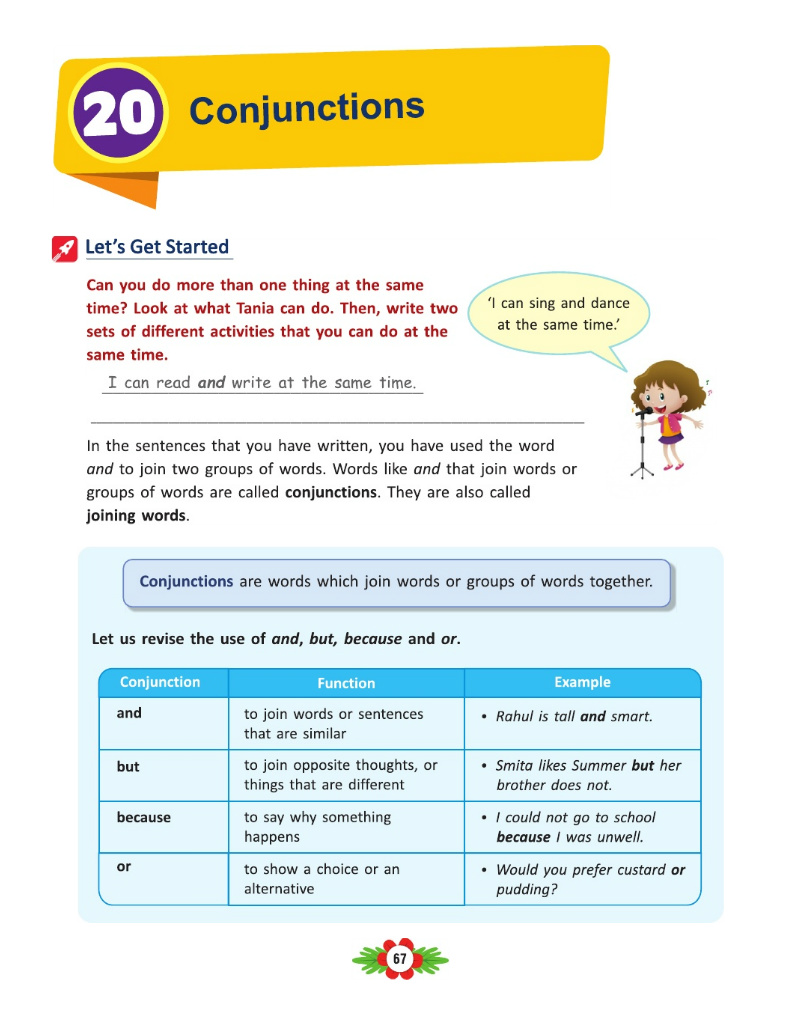 20
Conjunctions
Let's Get Started
Can you do more than one thing at the same
time? Look at what Tania can do. Then, write two
sets of different activities that you can do at the
same time.
‘I can sing and dance
at the same time.’
I can read and write at the same time.
In the sentences that you have written, you have used the word
and to join two groups of words. Words like and that join words or
groups of words are called conjunctions. They are also called
joining words.
Conjunctions are words which join words or groups of words together.
Let us revise the use of and, but, because and or.
Conjunction Function Example
and
to join words or sentences
that are similar
• Rahul is tall and smart.
but
to join opposite thoughts, or
things that are different
• Smita likes Summer but her
brother does not.
because
to say why something
happens
• I could not go to school
because I was unwell.
or
to show a choice or an
alternative
• Would you prefer custard or
pudding?
67